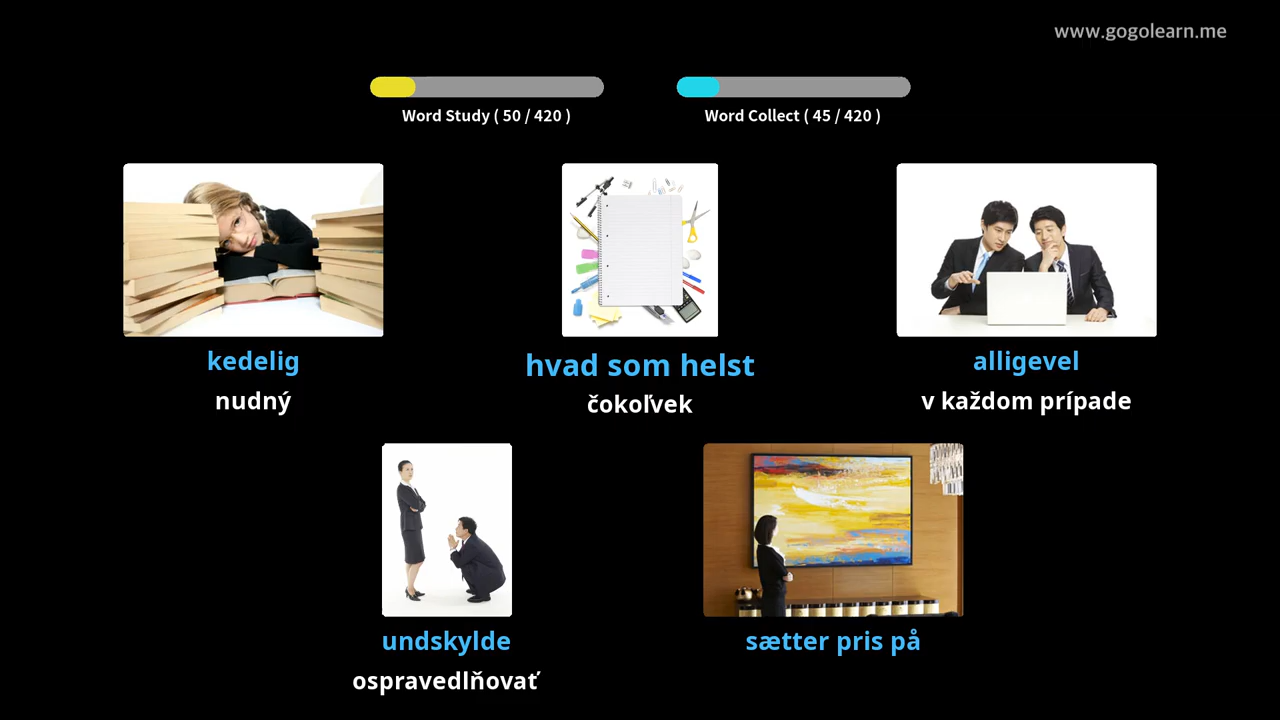 www.gogolearn.me
Word Study ( 50 / 420 )
Word Collect ( 45 / 420 )
kedelig
nudný
hvad som helst
čokoľvek
alligevel
v každom prípade
undskylde
ospravedlňovať
sætter pris på